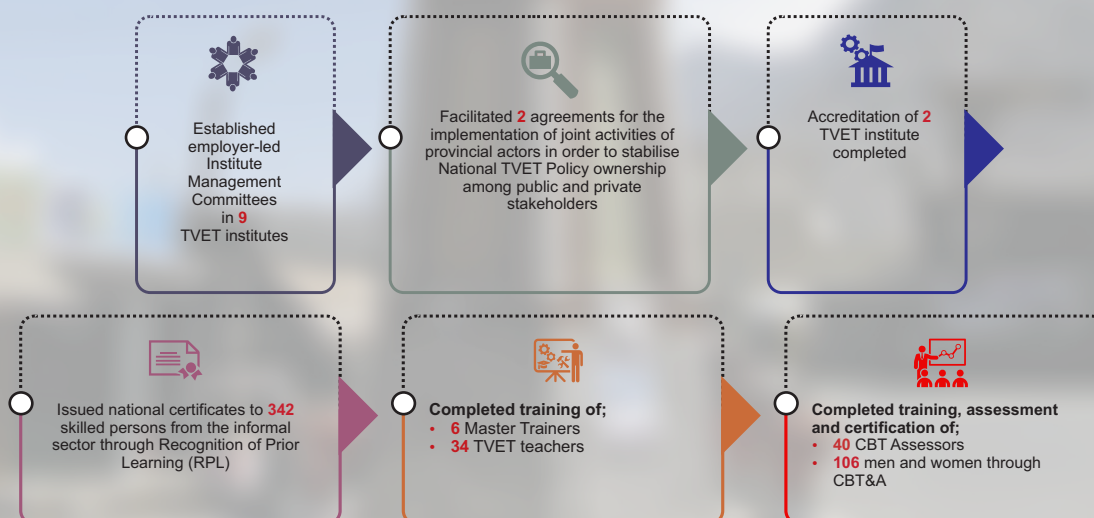 Established
employer-led
Institute
Management
Committees
in 9
TVET institutes
Facilitated 2 agreements for the
implementation of joint activities of
provincial actors in order to stabilise
National TVET Policy ownership
among public and private
stakeholders
Accreditation of 2
TVET institute
completed
Issued national certificates to 342
skilled persons from the informal
sector through Recognition of Prior
Learning (RPL)
Completed training of;
• 6 Master Trainers
• 34 TVET teachers
Completed training, assessment
and certification of;
• 40 CBT Assessors
• 106 men and women through
CBT&A